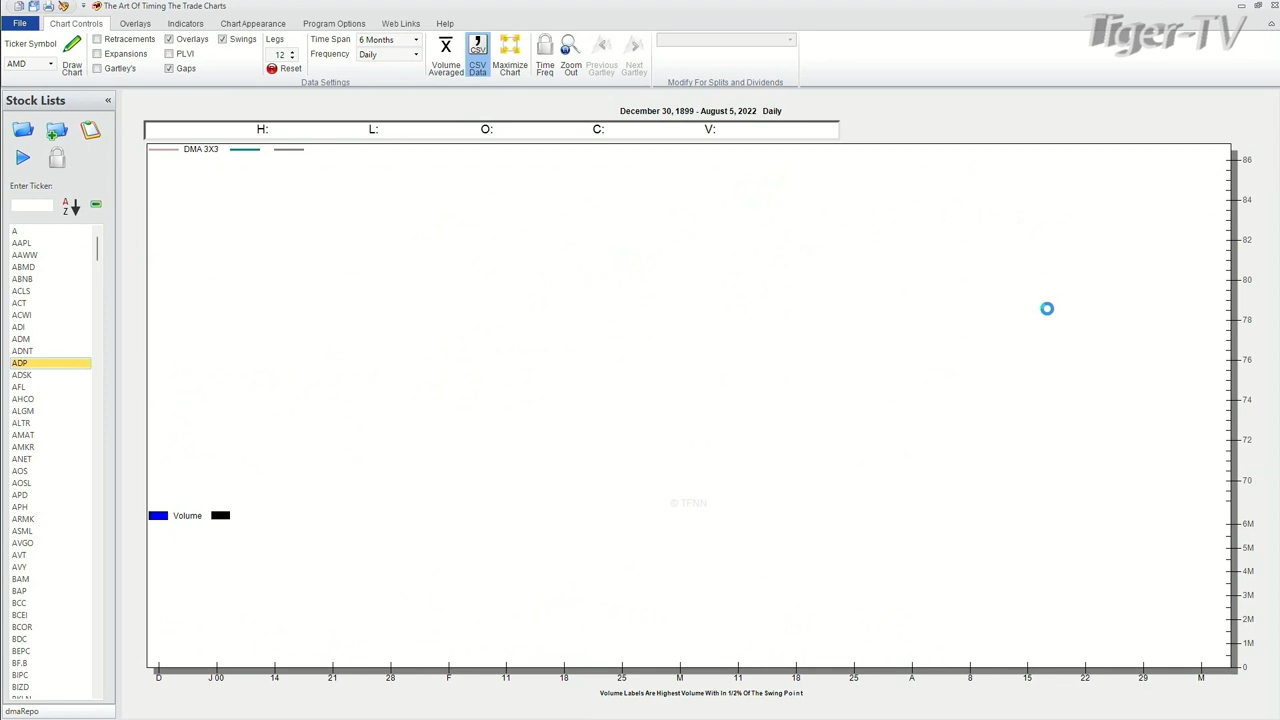 The Art Of Timing The Trade Charts
File Chart Controls Overlays Indicators Chart Appearance Program Options Web Links Help
Tiger-TV
Ticker Symbol
AMD
Draw
Chart
Retracements Overlays Swings
Expansions PLVI
Gartley's Gaps
Legs
12
Reset
Time Span 6 Months
Frequency Daily
Volume
Averaged
CSV
CSV
Data
Maximize
Chart
Time
Freq
Zoom
Out
Previous
Gartley
Next
Gartley
Data Settings
Modify For Splits and Dividends
Stock Lists «
Enter Ticker:
A
Z
A
AAPL
AAWW
ABMD
ABNB
ACLS
ACT
ACWI
ADI
ADM
ADNT
ADP
ADSK
AFL
AHCO
ALGM
ALTR
AMAT
AMKR
ANET
AOS
AOSL
APD
APH
ARMK
ASML
AVGO
AVT
AVY
BAM
BAP
BCC
BCEI
BCOR
BDC
BEPC
BF.B
BIPC
BIZD
dmaRepo
December 30, 1899 - August 5, 2022 Daily
H: L: O: C: V:
DMA 3X3
86
84
82
80
78
76
74
72
70
© TFNN
Volume
6M
5M
4M
3M
2M
1M
0
D J 00 14 21 28 F 11 18 25 M 11 18 25 A 8 15 22 29 M
Volume Labels Are Highest Volume With In 1/2% Of The Swing Point